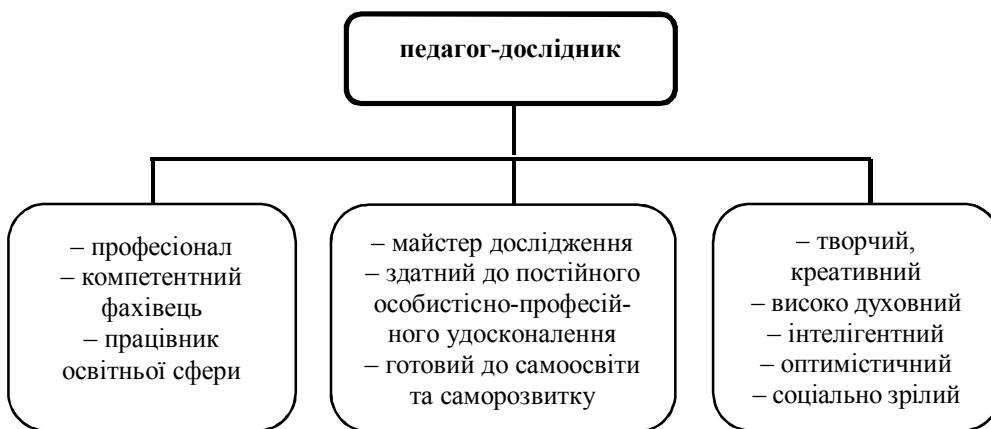 педагог-дослідник
– професіонал
– компетентний
фахівець
– працівник
освітньої сфери
– майстер дослідження
– здатний до постійного
особистісно-професій-
ного удосконалення
– готовий до самоосвіти
та саморозвитку
– творчий,
креативний
– високо духовний
– інтелігентний
– оптимістичний
– соціально зрілий